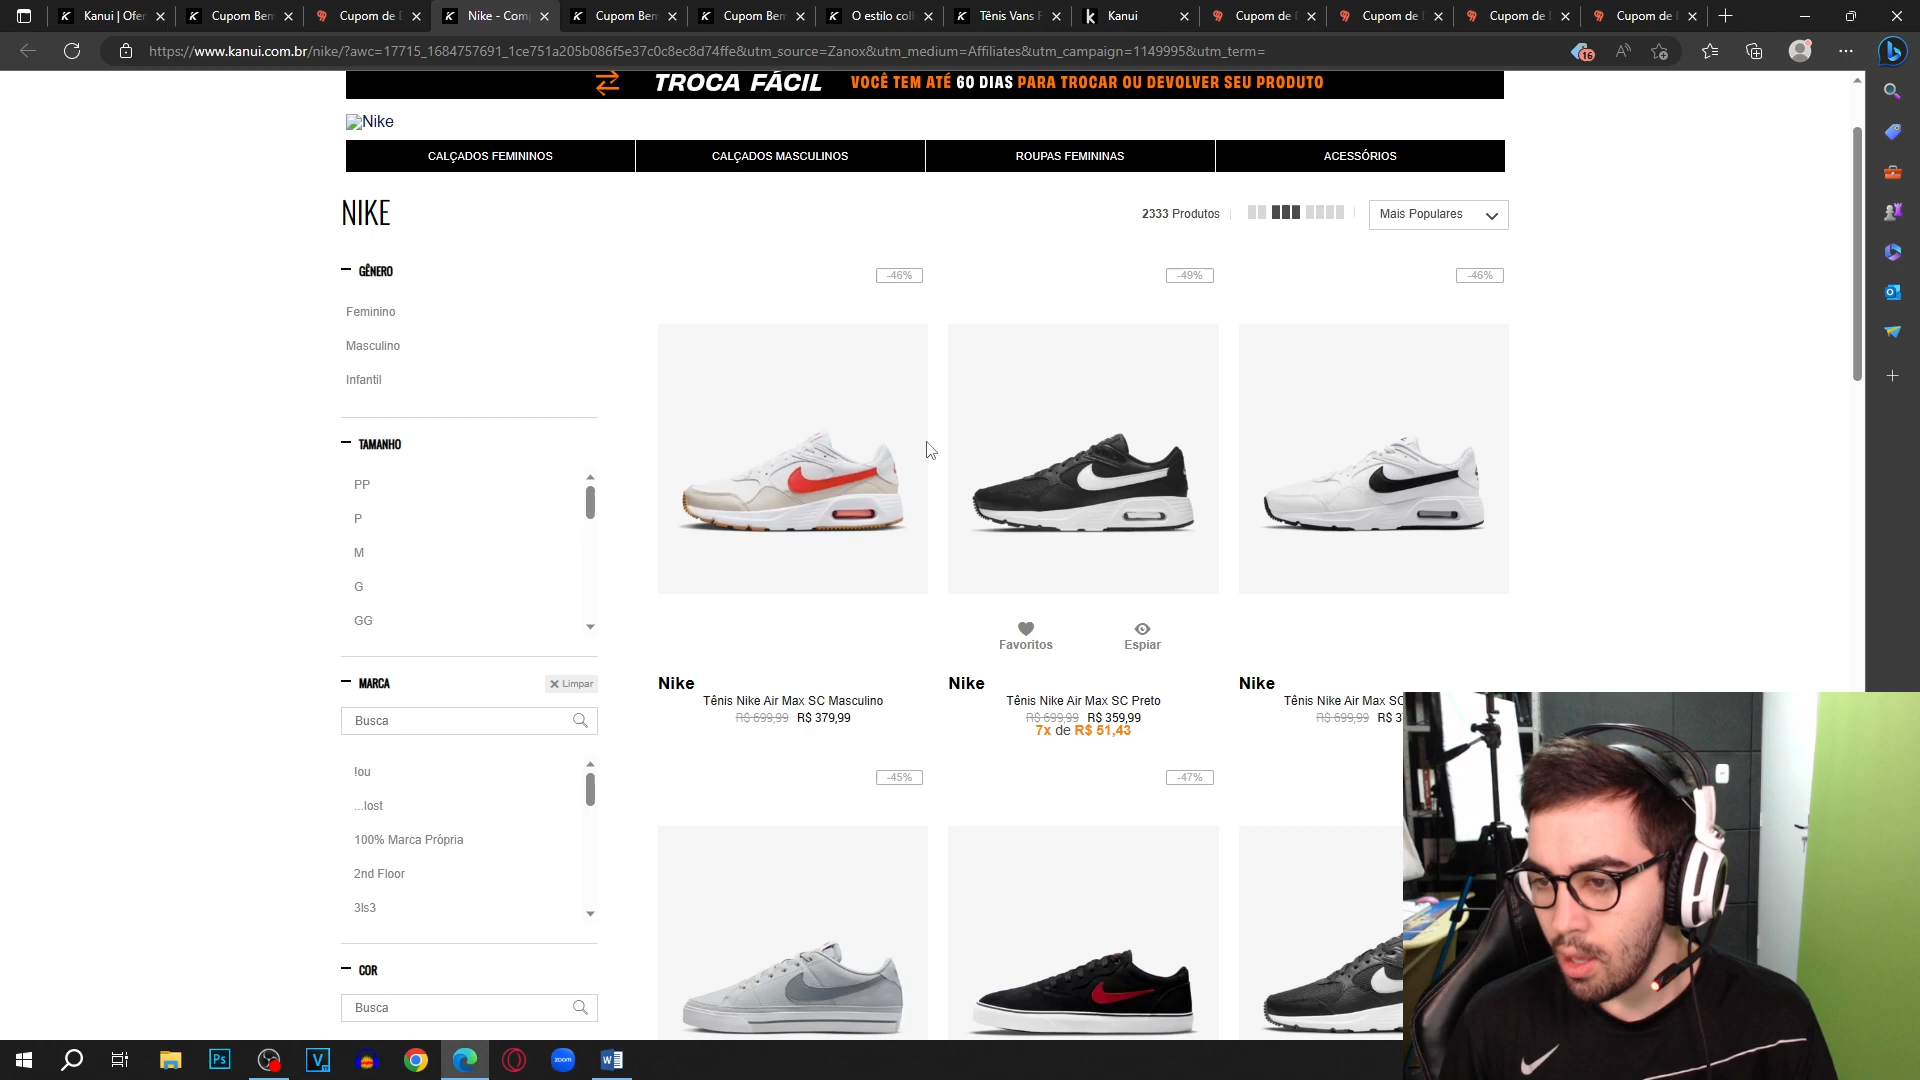 Kanui | Ofer
Cupom Ben
Cupom de D
Nike - Comp
Cupom Ben
Cupom Ben
O estilo coll
Tênis Vans F
Kanui
Cupom de D
Cupom de D
Cupom de D
Cupom de D
https://www.kanui.com.br/nike/?awc=17715_1684757691_1ce751a205b086f5e37c0c8ec8d74ffe&utm_source=Zanox&utm_medium=Affiliates&utm_campaign=1149995&utm_term=
16
TROCA FÁCIL VOCÊ TEM ATÉ 60 DIAS PARA TROCAR OU DEVOLVER SEU PRODUTO
Nike
CALÇADOS FEMININOS
CALÇADOS MASCULINOS
ROUPAS FEMININAS
ACESSÓRIOS
NIKE
2333 Produtos
Mais Populares
GÊNERO
Feminino
Masculino
Infantil
TAMANHO
PP
P
M
G
GG
MARCA
Limpar
Busca
!ou
...lost
100% Marca Própria
2nd Floor
3ls3
COR
Busca
-46%
-49%
-46%
Favoritos
Espiar
Nike
Tênis Nike Air Max SC Masculino
R$ 699,99 R$ 379,99
Nike
Tênis Nike Air Max SC Preto
R$ 699,99 R$ 359,99
7x de R$ 51,43
Nike
Tênis Nike Air Max SC
R$ 699,99 R$ 3
-45%
-47%
Ps
V
zoom
W